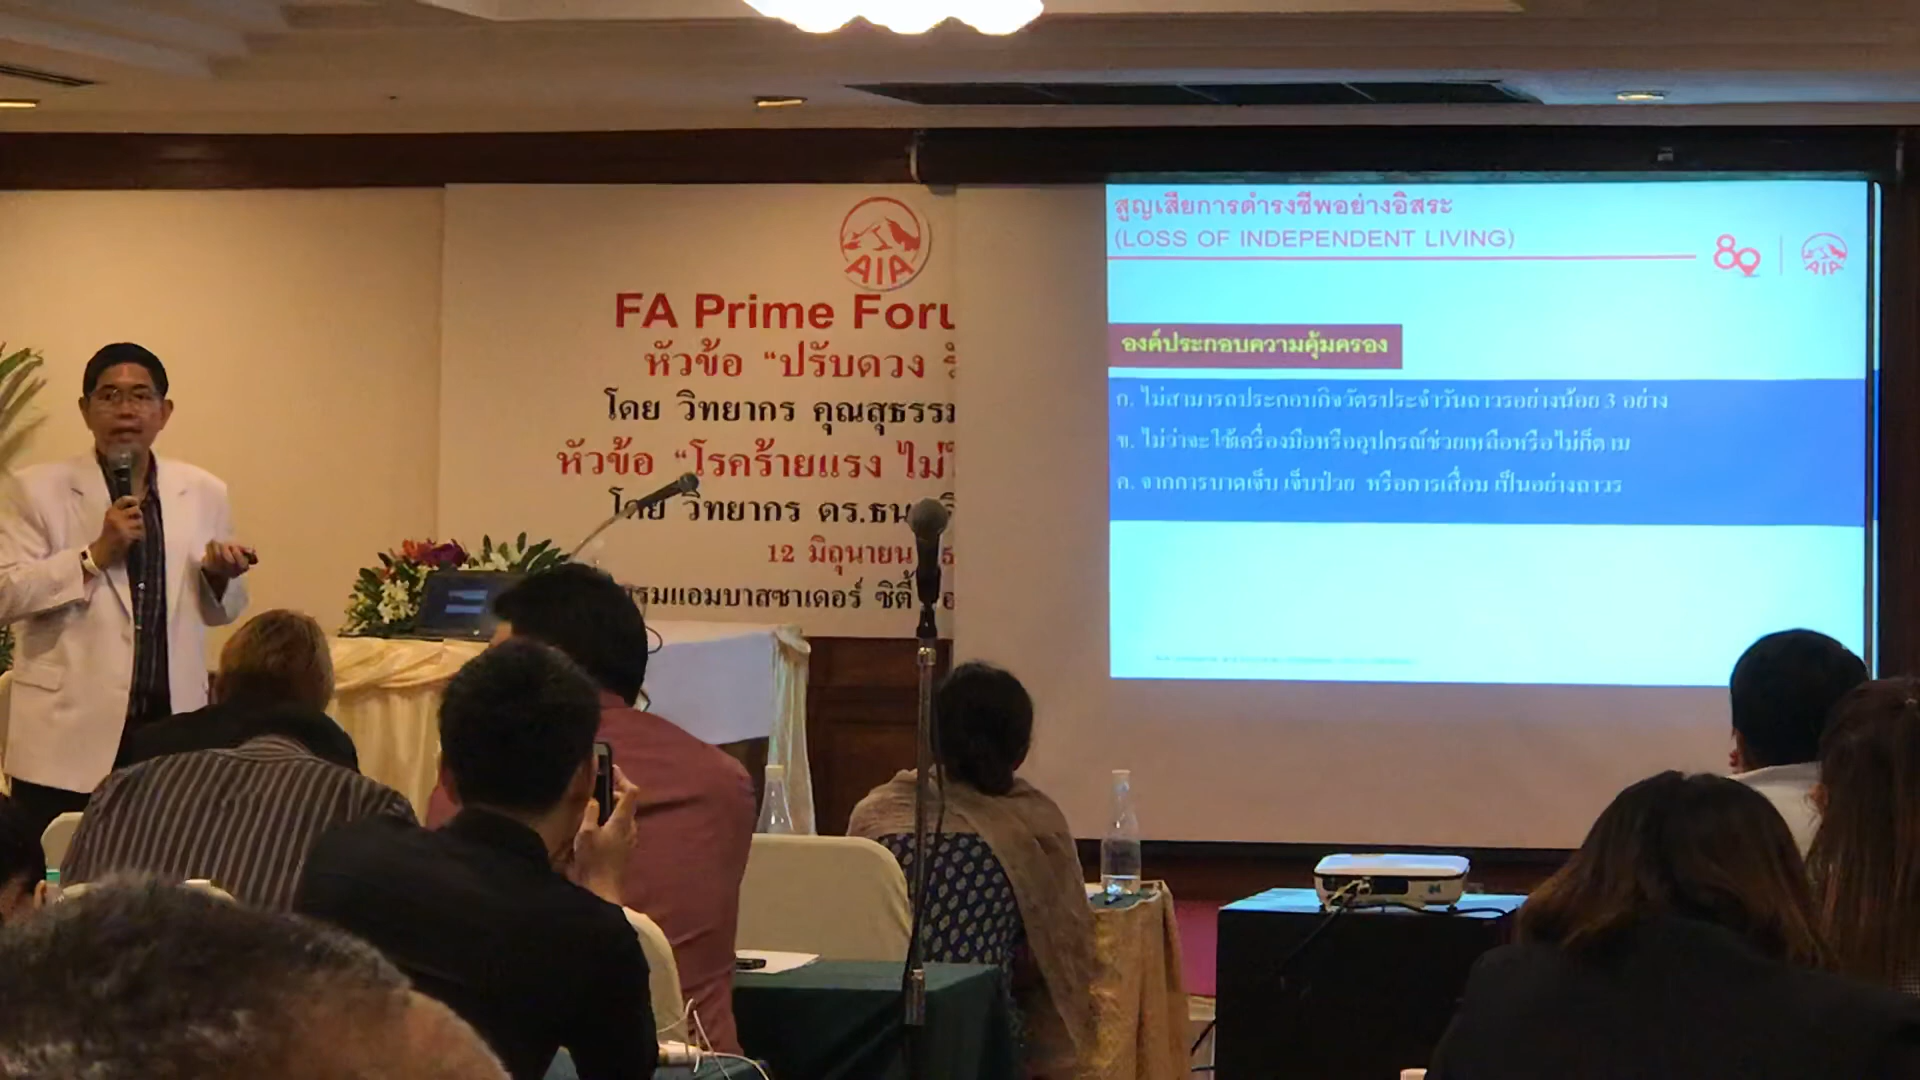 AIA
FA Prime Foru
หัวข้อ "ปรับดวง
โดย วิทยากร คุณสุธรรม
หัวข้อ "โรคร้ายแรง ไม่
โดย วิทยากร ดร.ธน
12 มิถุนายน
รมแอมบาสซาเดอร์ ซิตี้
สูญเสียการดำรงชีพอย่างอิสระ
(LOSS OF INDEPENDENT LIVING)
80 AIA
องค์ประกอบความคุ้มครอง
ก. ไม่สามารถประกอบกิจวัตรประจำวันถาวรอย่างน้อย 3 อย่าง
ข. ไม่ว่าจะใช้เครื่องมือหรืออุปกรณ์ช่วยเหลือหรือไม่ก็ตาม
ค. จากการบาดเจ็บ เจ็บป่วย หรือการเสื่อม เป็นอย่างถาวร